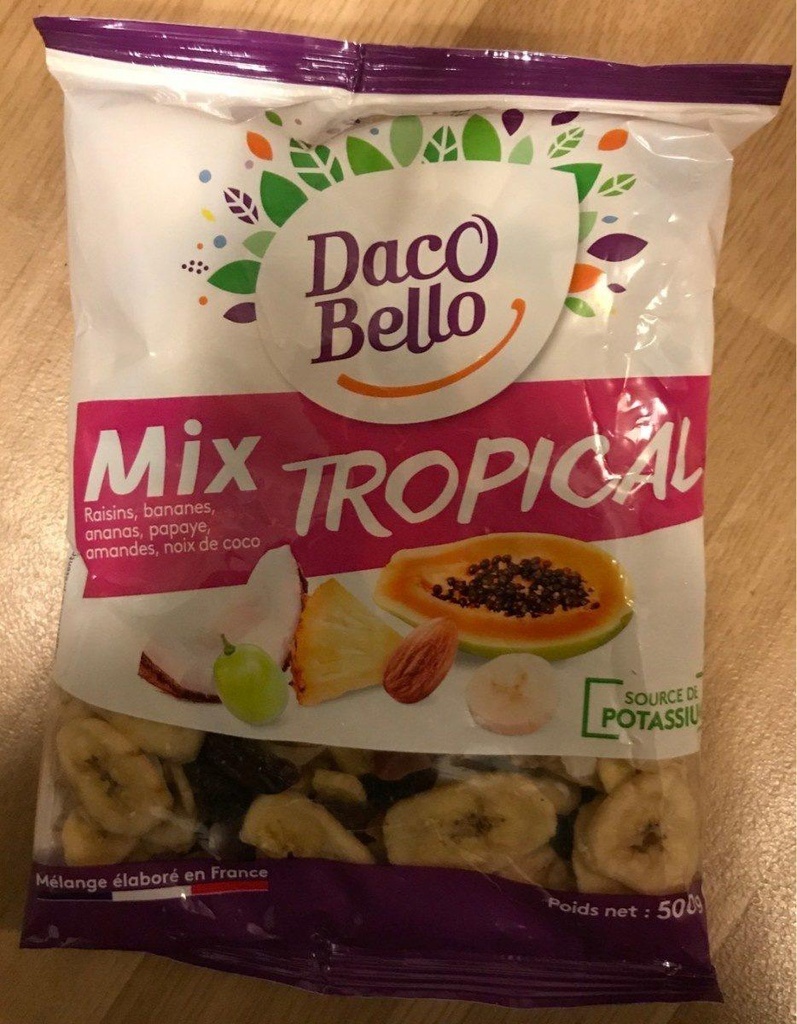 Daco
Bello
Mix TROPICAL
Raisins, bananes,
ananas, papaye,
amandes, noix de coco
SOURCE DE
POTASSIU
Mélange élaboré en France
Poids net : 500g